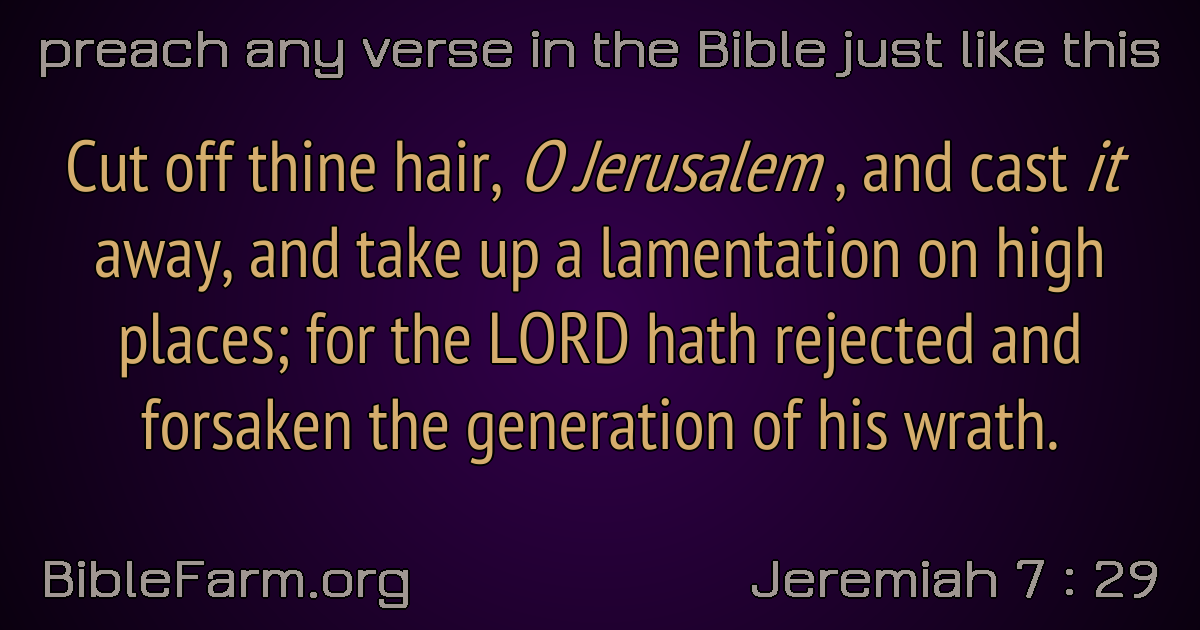 preach any verse in the Bible just like this
Cut off thine hair, O Jerusalem , and cast it
away, and take up a lamentation on high
places; for the LORD hath rejected and
forsaken the generation of his wrath.
BibleFarm.org
Jeremiah 7 : 29